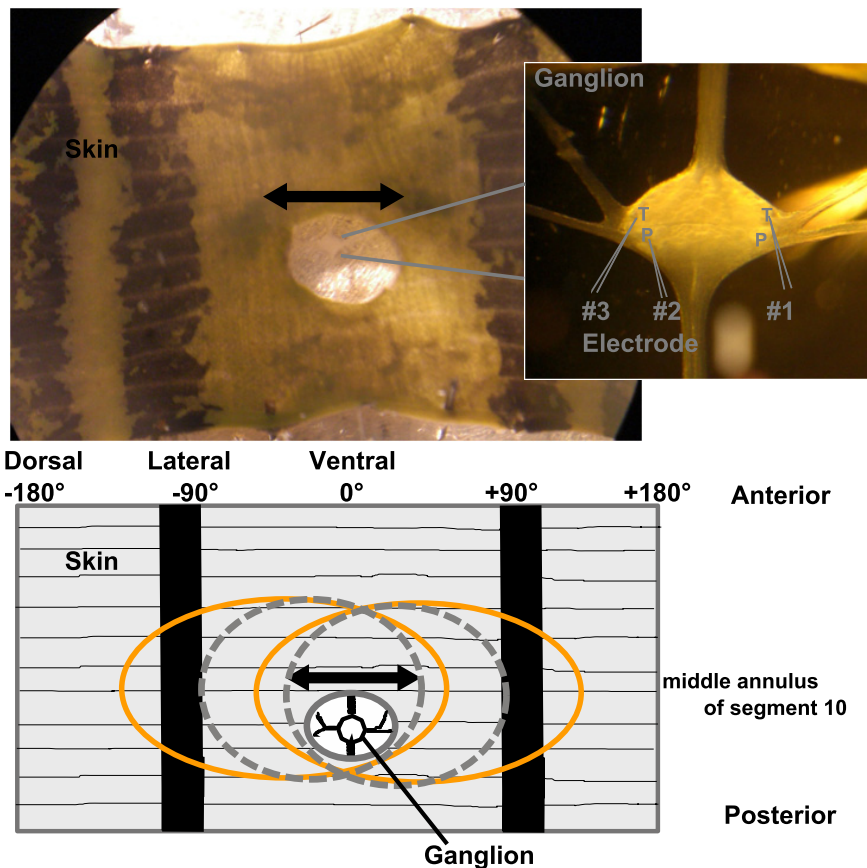 Ganglion
Skin
T
T
P
P
#3
#2
#1
Electrode
Dorsal
Lateral
Ventral
-180°
-90°
0°
+90°
+180°
Anterior
Skin
middle annulus
of segment 10
Posterior
Ganglion